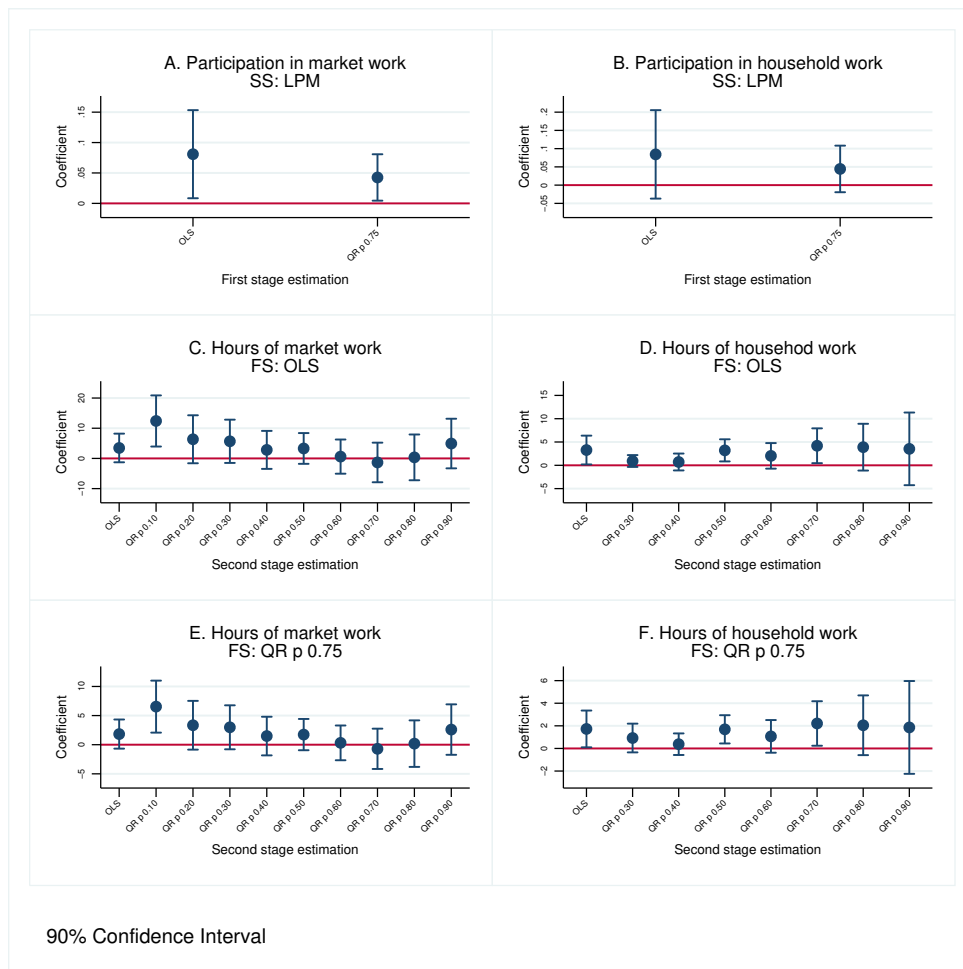 A. Participation in market work
SS: LPM
Coefficient
.15
.1
.05
0
OLS
QR p 0.75
First stage estimation
B. Participation in household work
SS: LPM
Coefficient
.2
.15
.1
.05
0
-.05
OLS
QR p 0.75
First stage estimation
C. Hours of market work
FS: OLS
Coefficient
20
10
0
-10
OLS
QR p 0.10
QR p 0.20
QR p 0.30
QR p 0.40
QR p 0.50
QR p 0.60
QR p 0.70
QR p 0.80
QR p 0.90
Second stage estimation
D. Hours of househod work
FS: OLS
Coefficient
15
10
5
0
-5
OLS
QR p 0.30
QR p 0.40
QR p 0.50
QR p 0.60
QR p 0.70
QR p 0.80
QR p 0.90
Second stage estimation
E. Hours of market work
FS: QR p 0.75
Coefficient
10
5
0
-5
OLS
QR p 0.10
QR p 0.20
QR p 0.30
QR p 0.40
QR p 0.50
QR p 0.60
QR p 0.70
QR p 0.80
QR p 0.90
Second stage estimation
F. Hours of household work
FS: QR p 0.75
Coefficient
6
4
2
0
-2
OLS
QR p 0.30
QR p 0.40
QR p 0.50
QR p 0.60
QR p 0.70
QR p 0.80
QR p 0.90
Second stage estimation
90% Confidence Interval